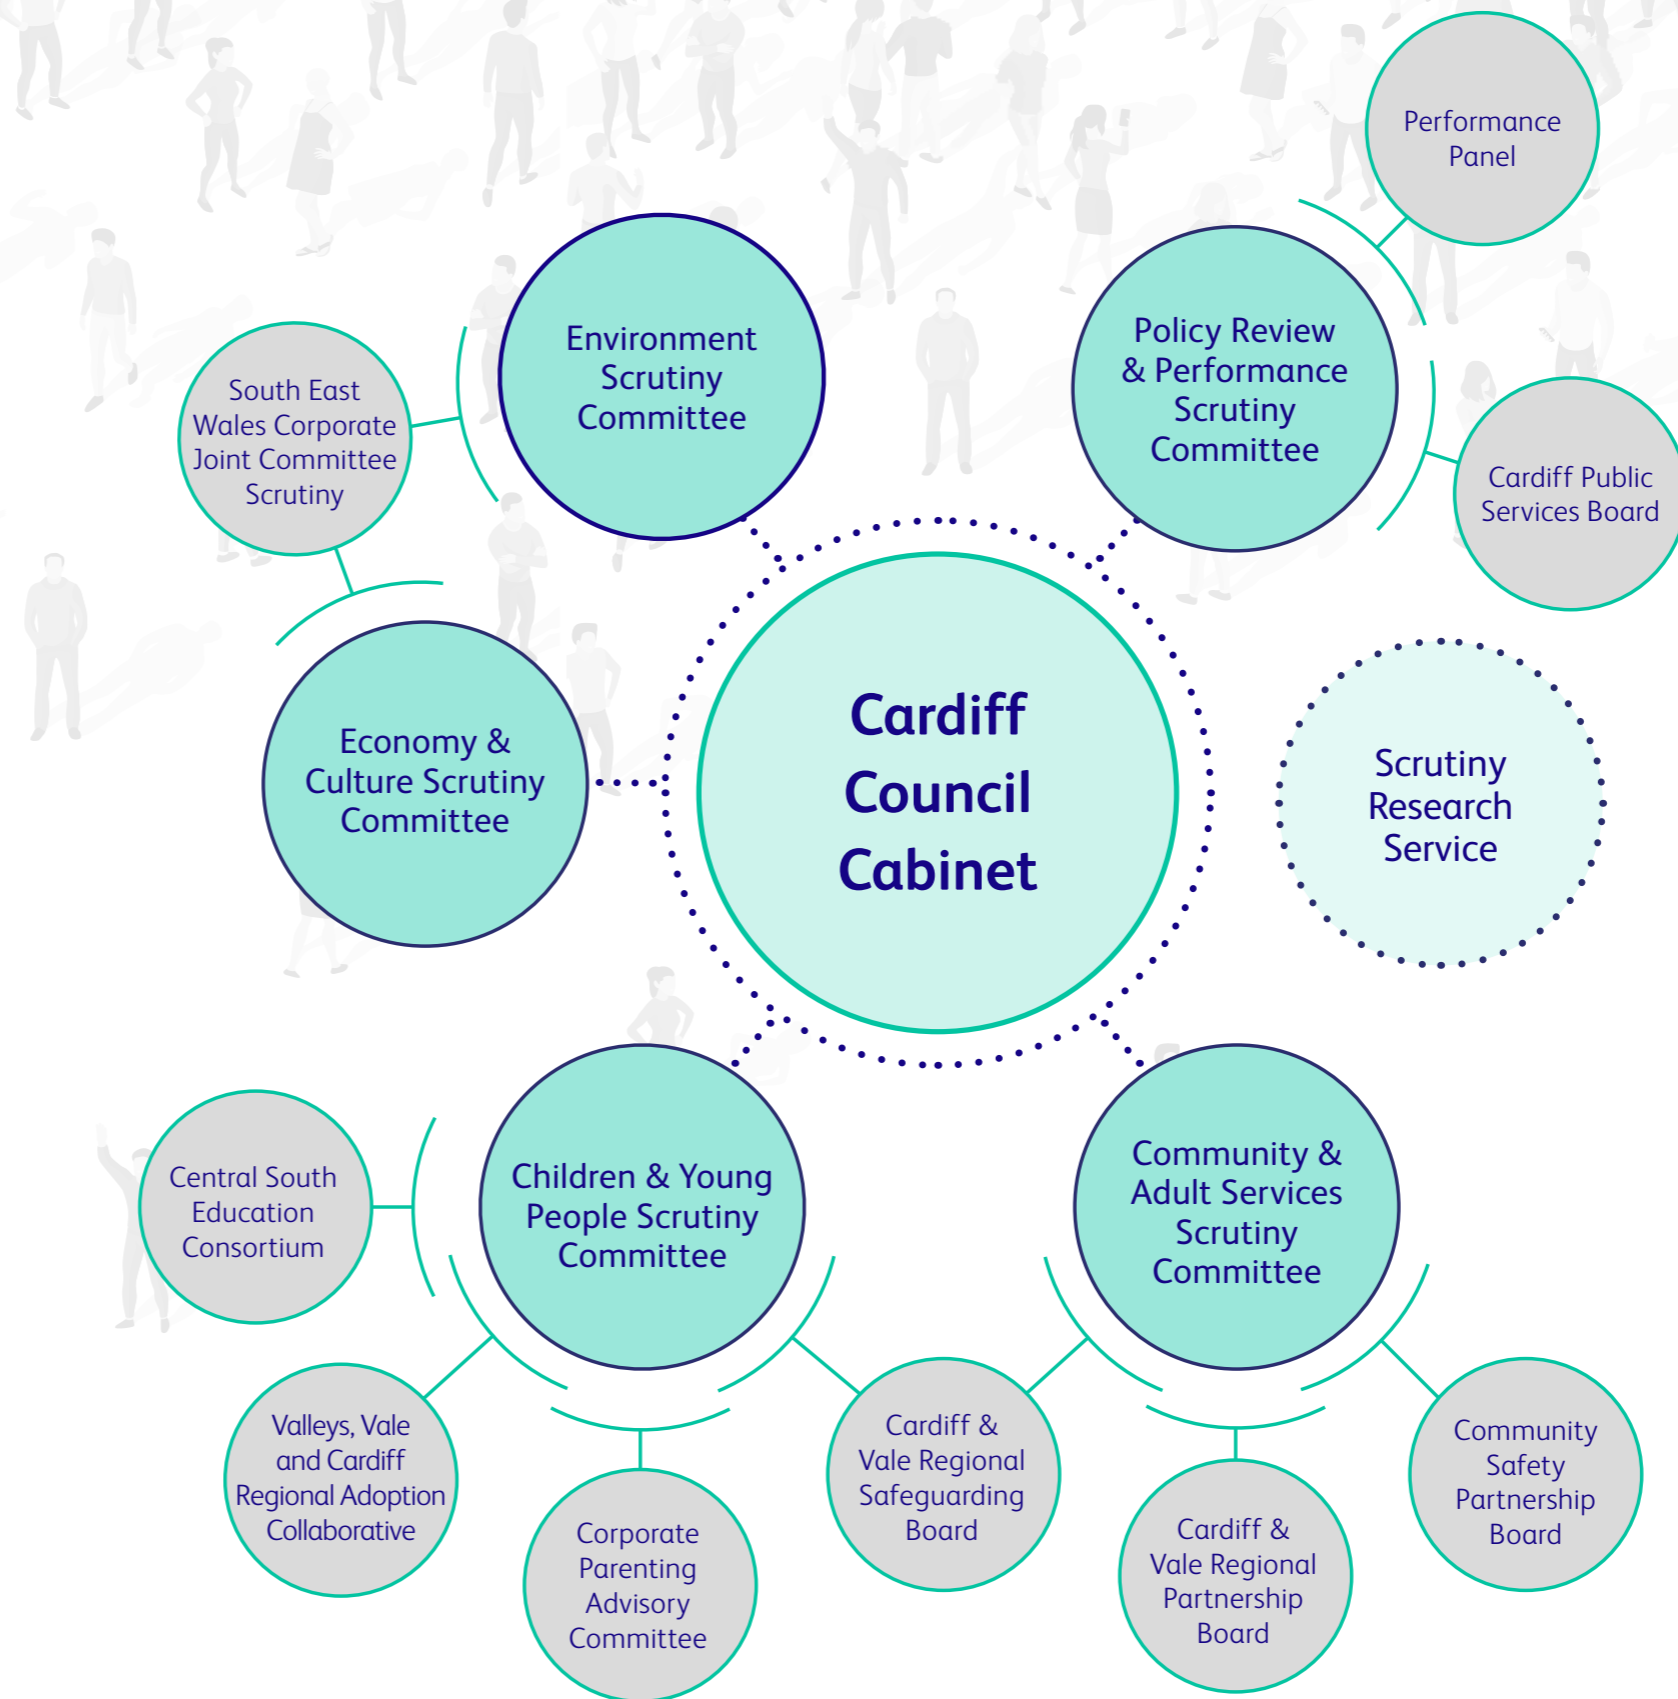 Performance
Panel
Environment
Scrutiny
Committee
Policy Review
& Performance
Scrutiny
Committee
South East
Wales Corporate
Joint Committee
Scrutiny
Cardiff Public
Services Board
Economy &
Culture Scrutiny
Committee
Cardiff
Council
Cabinet
Scrutiny
Research
Service
Central South
Education
Consortium
Children & Young
People Scrutiny
Committee
Community &
Adult Services
Scrutiny
Committee
Valleys, Vale
and Cardiff
Regional Adoption
Collaborative
Corporate
Parenting
Advisory
Committee
Cardiff &
Vale Regional
Safeguarding
Board
Cardiff &
Vale Regional
Partnership
Board
Community
Safety
Partnership
Board